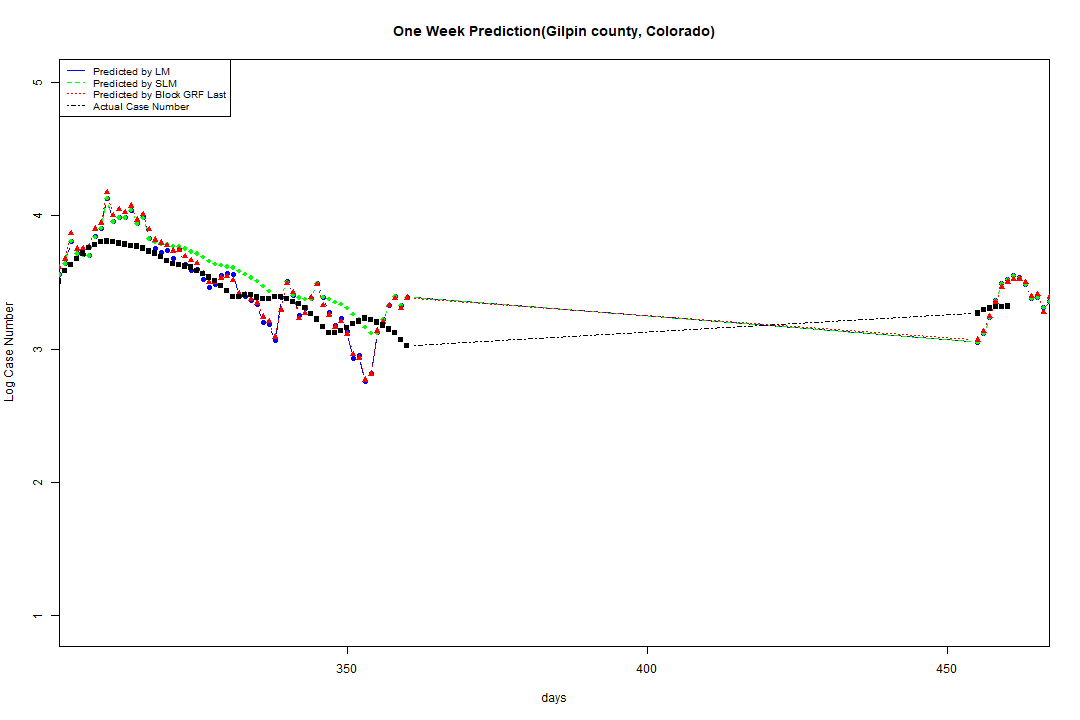 One Week Prediction(Gilpin county, Colorado)
Predicted by LM
Predicted by SLM
Predicted by Block GRF Last
Actual Case Number
5
4
3
2
1
Log Case Number
350
400
450
days